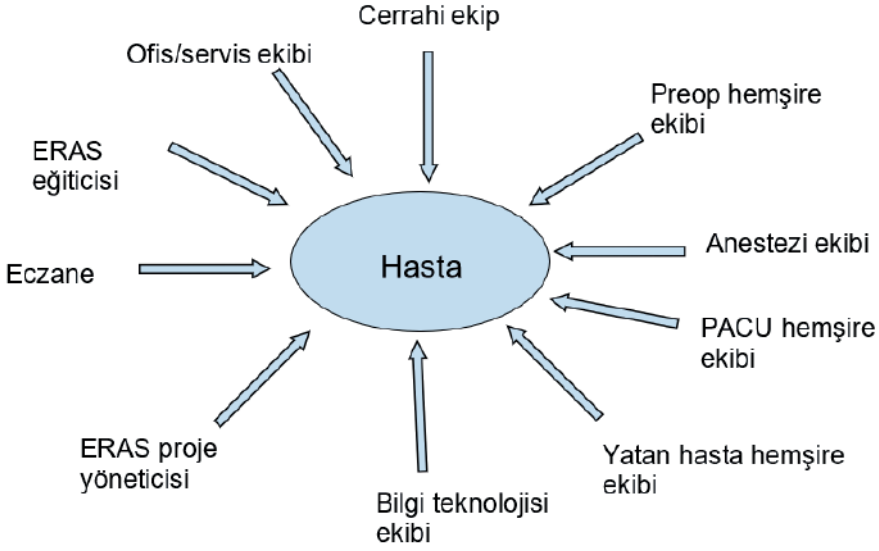 Cerrahi ekip
Ofis/servis ekibi
Preop hemşire
ekibi
ERAS
eğiticisi
Anestezi ekibi
Hasta
Eczane
PACU hemşire
ekibi
ERAS proje
yöneticisi
Yatan hasta hemşire
ekibi
Bilgi teknolojisi
ekibi